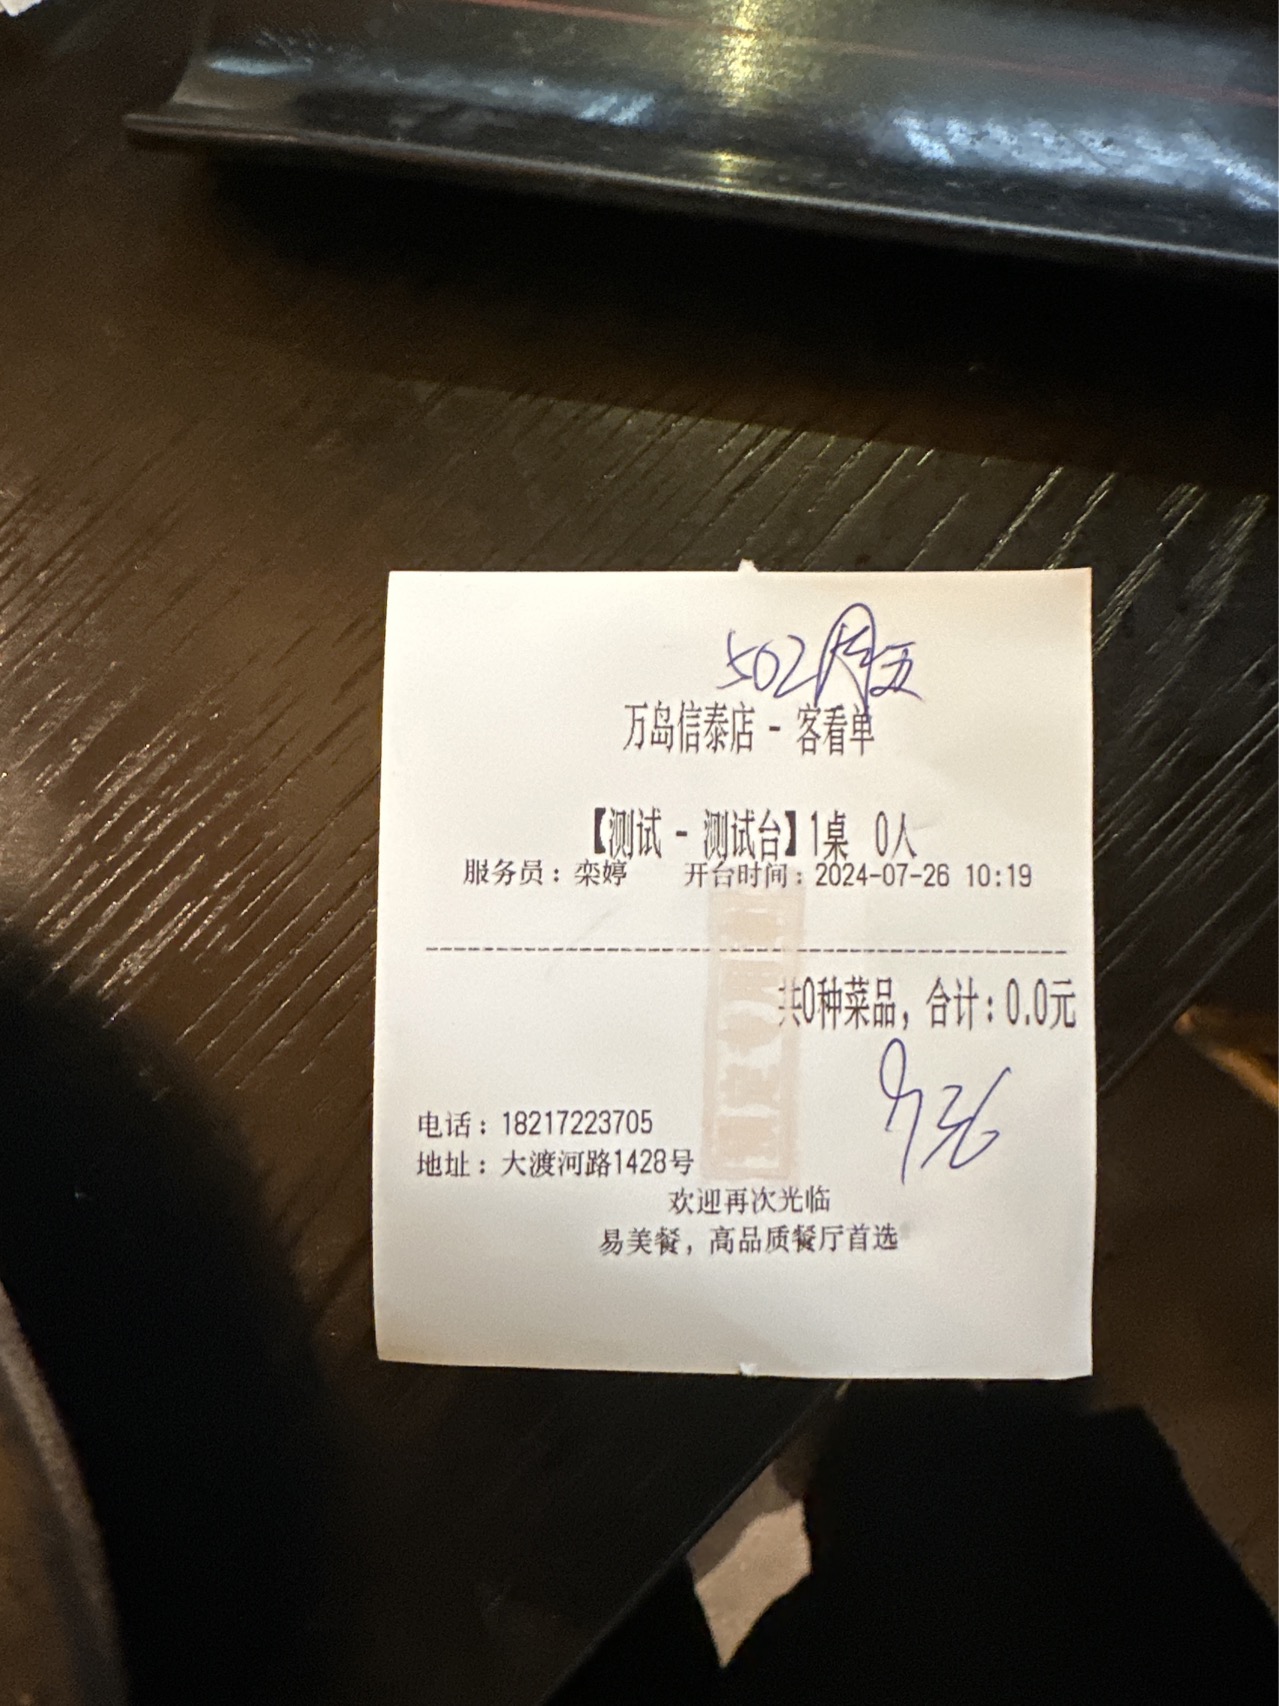 502周五
万岛信泰店 - 客看单
【测试 - 测试台】1桌 0人
服务员：栾婷 开台时间：2024-07-26 10:19
共0种菜品，合计：0.0元
电话：18217223705
地址：大渡河路1428号
欢迎再次光临
易美餐，高品质餐厅首选